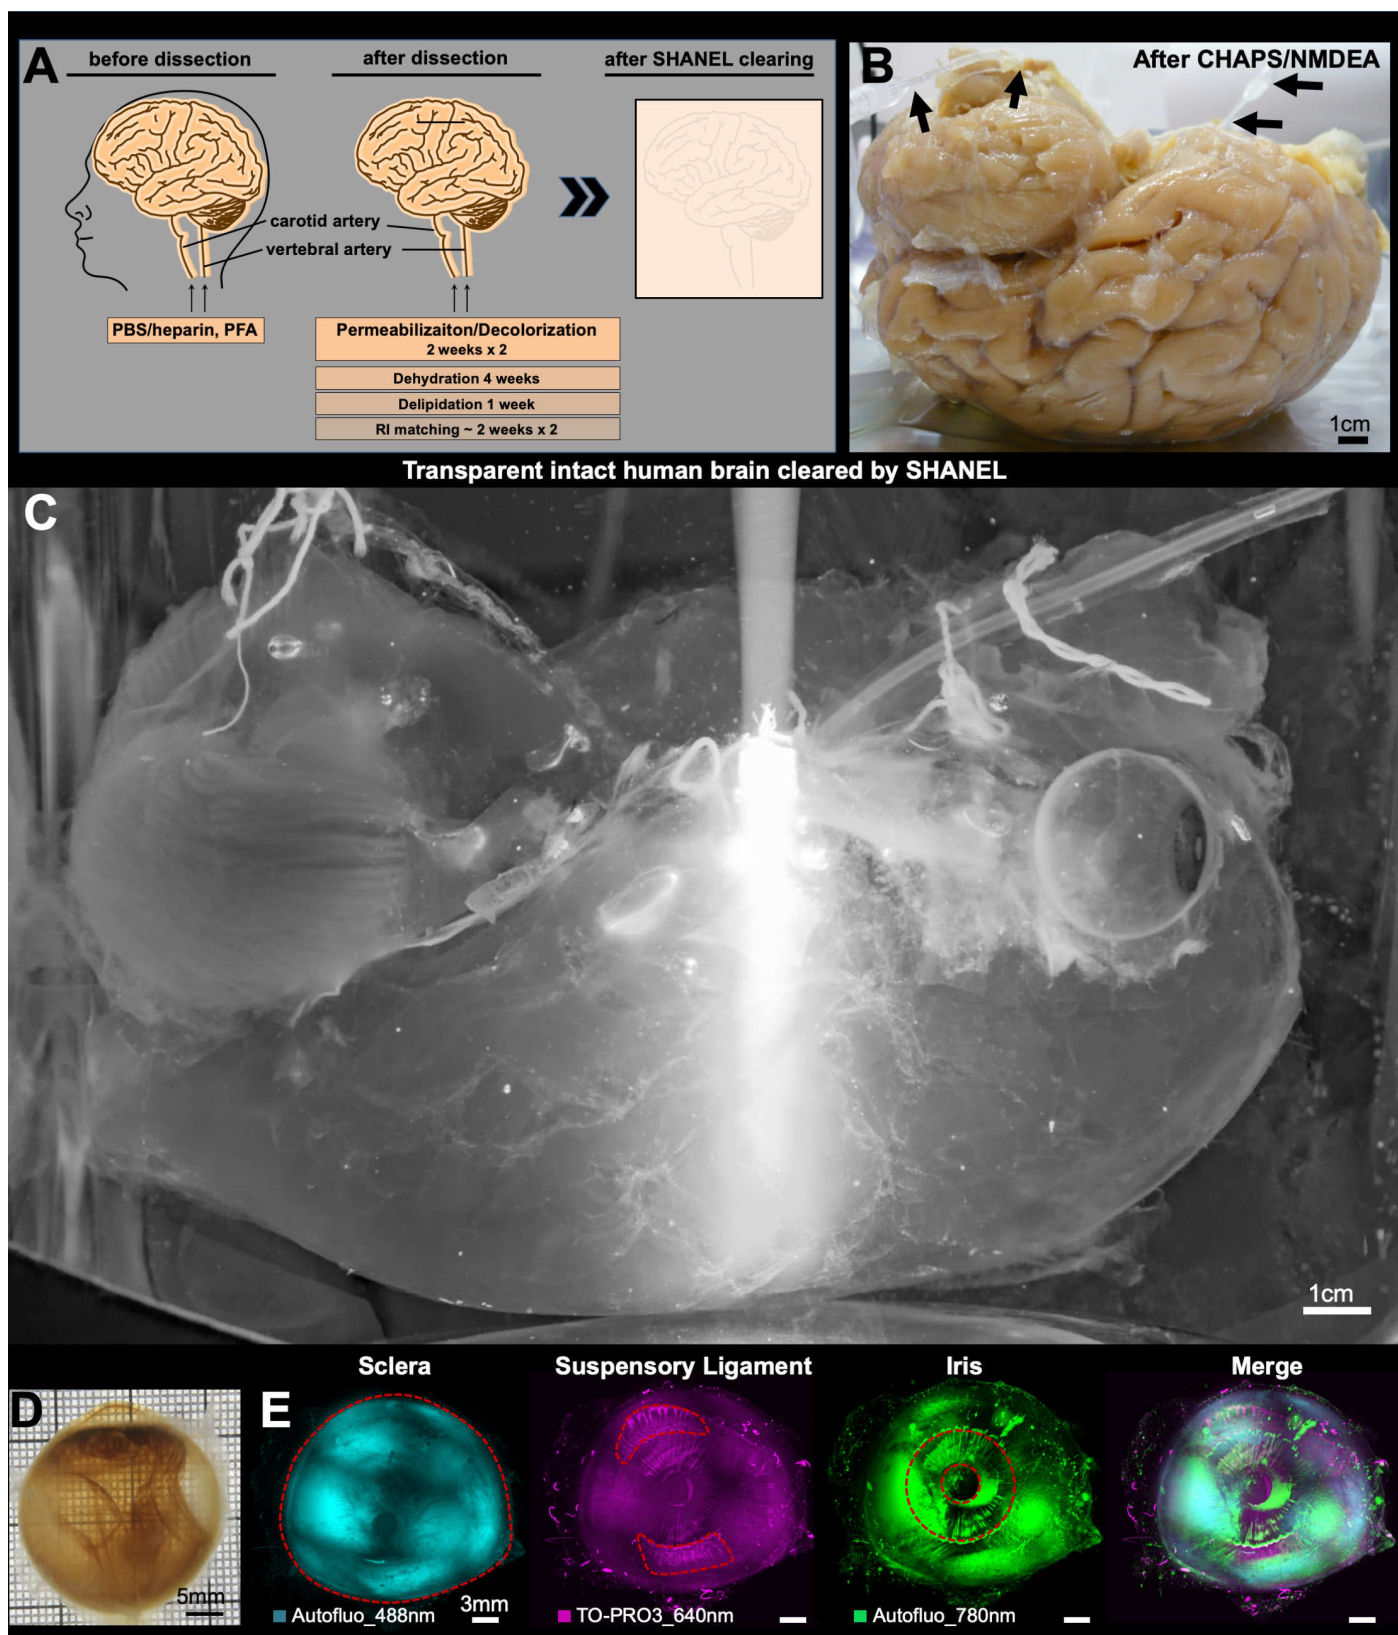 A
before dissection
after dissection
after SHANEL clearing
carotid artery
vertebral artery
PBS/heparin, PFA
Permeabilizaiton/Decolorization
2 weeks x 2
Dehydration 4 weeks
Delipidation 1 week
RI matching ~ 2 weeks x 2
B
After CHAPS/NMDEA
1cm
Transparent intact human brain cleared by SHANEL
C
1cm
D
5mm
E
Sclera
Suspensory Ligament
Iris
Merge
Autofluo_488nm
3mm
TO-PRO3_640nm
Autofluo_780nm